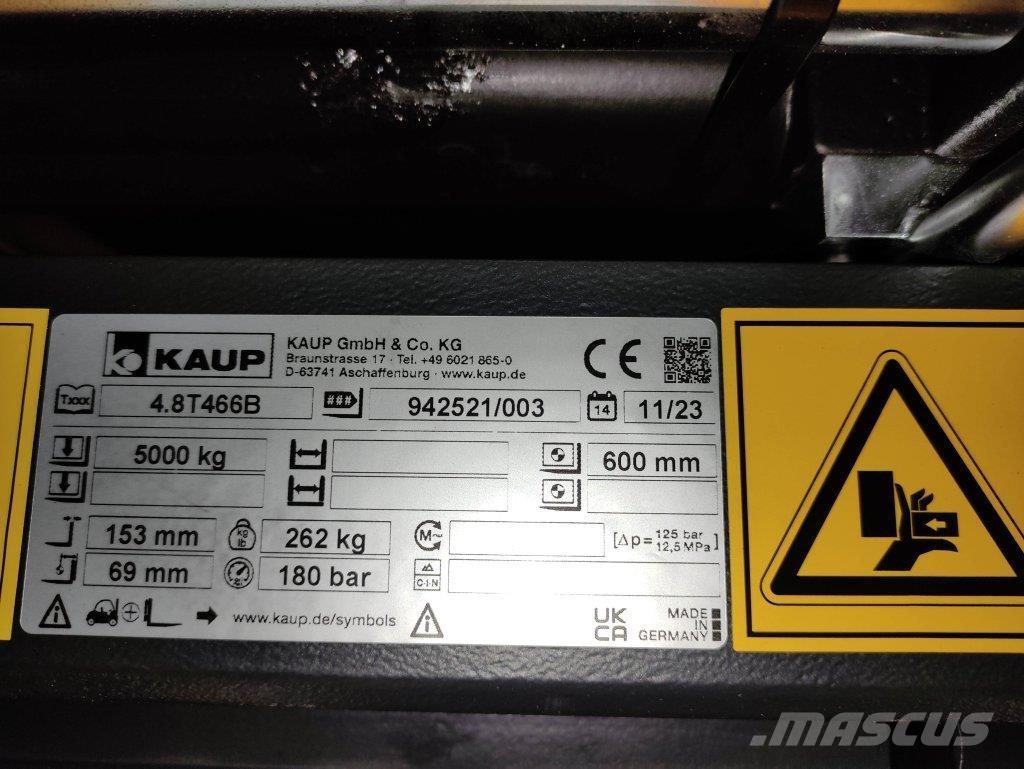 KAUP
KAUP GmbH & Co. KG
Braunstrasse 17 · Tel. +49 6021 865-0
D-63741 Aschaffenburg · www.kaup.de
CE
Txxx 4.8T466B ### 942521/003 14 11/23
5000 kg 600 mm
153 mm kg lb 262 kg M~ [Δp= 125 bar 12,5 MPa]
69 mm 180 bar C-I-N
www.kaup.de/symbols
UK CA
MADE IN GERMANY
.MASCUS